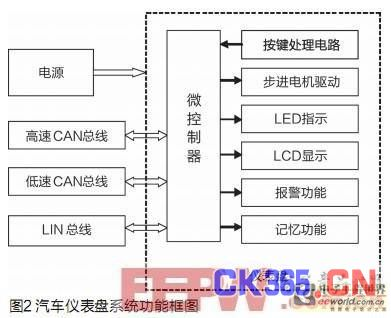 电源
高速CAN总线
低速CAN总线
LIN 总线
微控制器
按键处理电路
步进电机驱动
LED指示
LCD显示
报警功能
记忆功能
CK365.CN
eeworld.com.cn
图2 汽车仪表盘系统功能框图